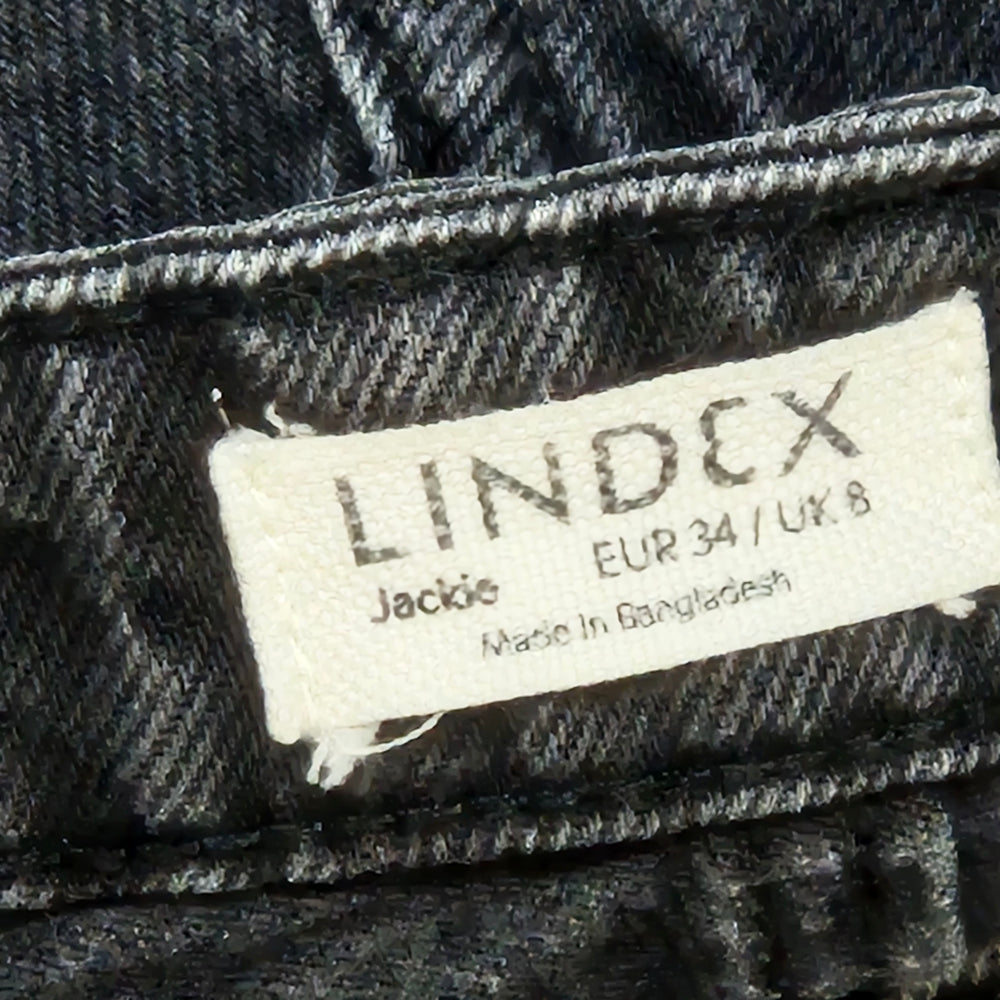 LINDEX
EUR 34 / UK 8
Jackie
Made In Bangladesh